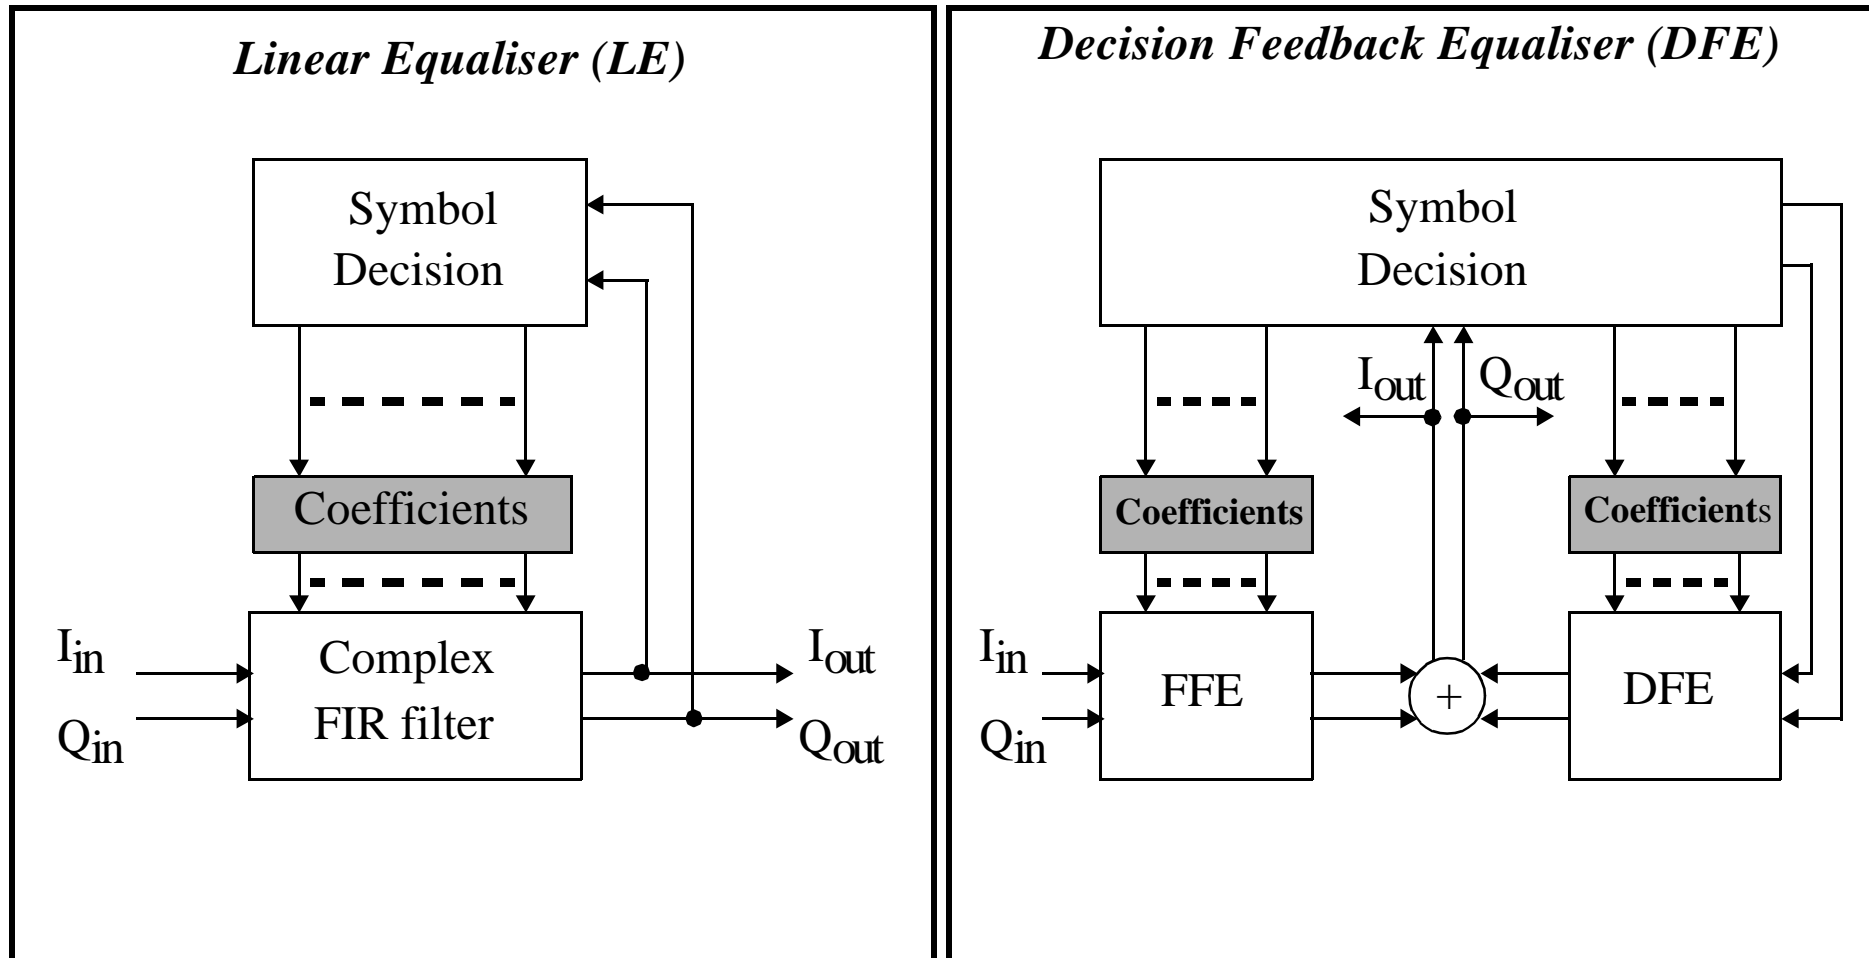 Linear Equaliser (LE)
Symbol
Decision
Coefficients
Iin
Qin
Complex
FIR filter
Iout
Qout
Decision Feedback Equaliser (DFE)
Symbol
Decision
Iout
Qout
Coefficients
Coefficients
Iin
Qin
FFE
+
DFE